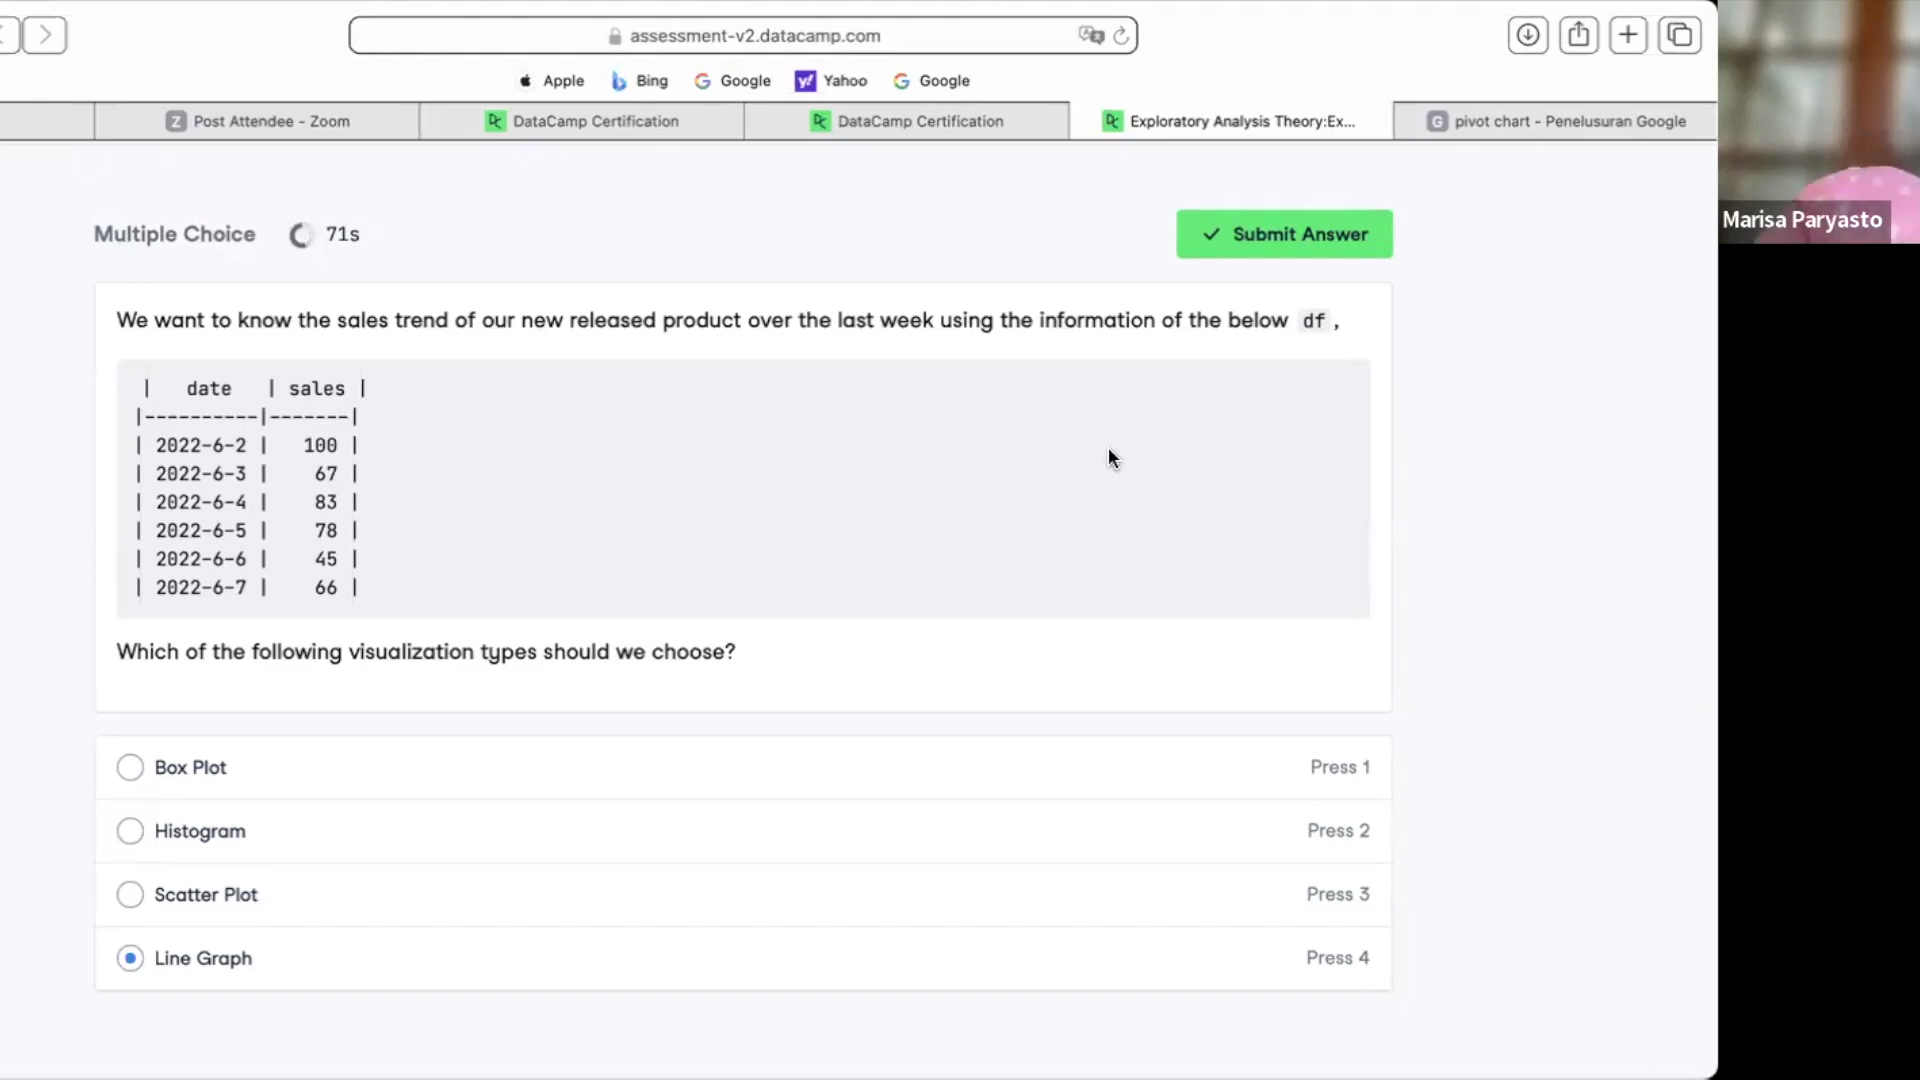 assessment-v2.datacamp.com
Apple Bing Google Yahoo Google
Post Attendee - Zoom DataCamp Certification DataCamp Certification Exploratory Analysis Theory:Ex... pivot chart - Penelusuran Google
Marisa Paryasto
Multiple Choice 71s Submit Answer
We want to know the sales trend of our new released product over the last week using the information of the below df ,
|   date   | sales |
|----------|-------|
| 2022-6-2 |   100 |
| 2022-6-3 |    67 |
| 2022-6-4 |    83 |
| 2022-6-5 |    78 |
| 2022-6-6 |    45 |
| 2022-6-7 |    66 |
Which of the following visualization types should we choose?
Box Plot Press 1
Histogram Press 2
Scatter Plot Press 3
Line Graph Press 4